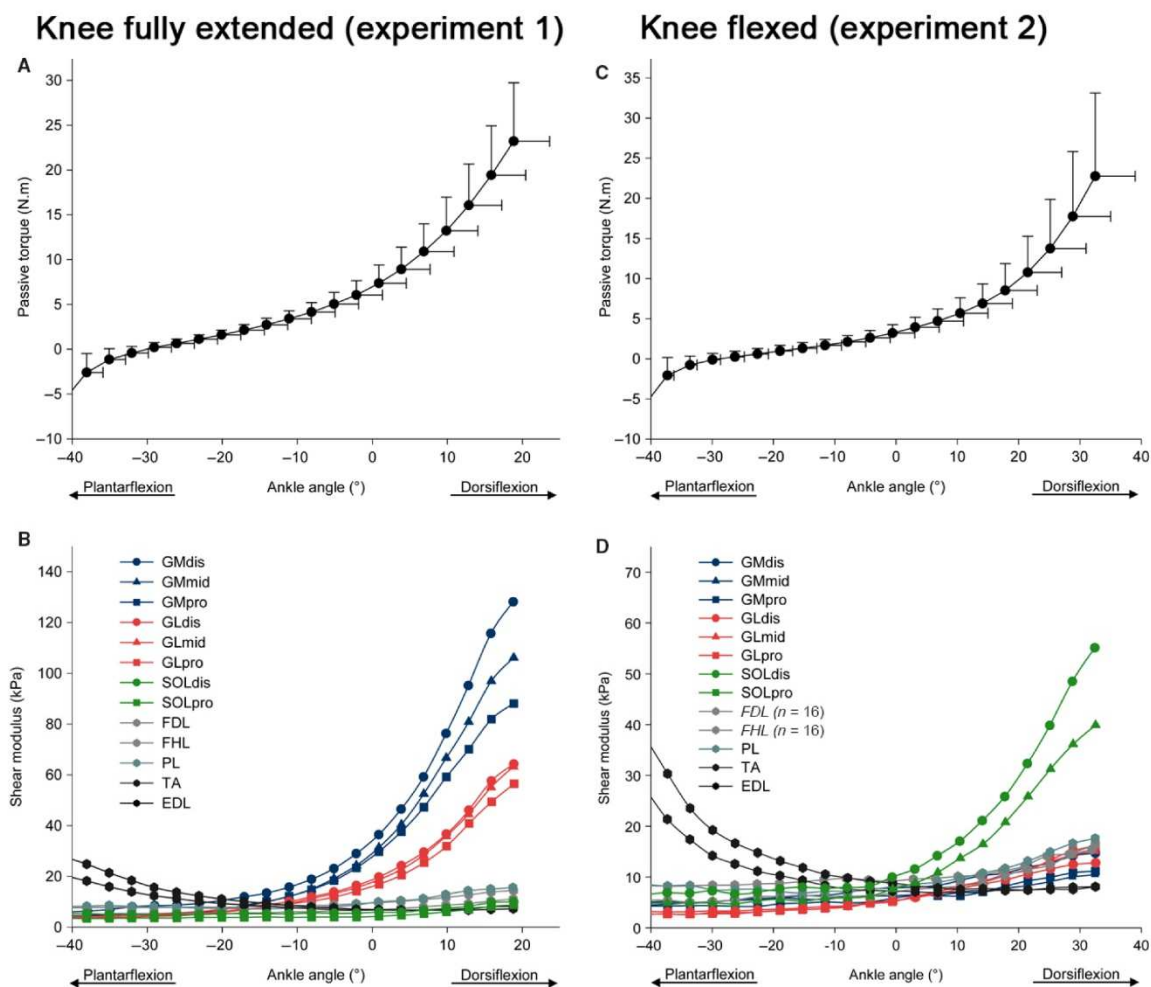 Knee fully extended (experiment 1)
Knee flexed (experiment 2)
A
30
25
20
15
10
5
0
–5
–10
Passive torque (N.m)
–40
–30
–20
–10
0
10
20
Plantarflexion
Ankle angle (°)
Dorsiflexion
C
35
30
25
20
15
10
5
0
–5
–10
Passive torque (N.m)
–40
–30
–20
–10
0
10
20
30
40
Plantarflexion
Ankle angle (°)
Dorsiflexion
B
140
120
100
80
60
40
20
0
Shear modulus (kPa)
GMdis
GMmid
GMpro
GLdis
GLmid
GLpro
SOLdis
SOLpro
FDL
FHL
PL
TA
EDL
–40
–30
–20
–10
0
10
20
Plantarflexion
Ankle angle (°)
Dorsiflexion
D
70
60
50
40
30
20
10
0
Shear modulus (kPa)
GMdis
GMmid
GMpro
GLdis
GLmid
GLpro
SOLdis
SOLpro
FDL (n = 16)
FHL (n = 16)
PL
TA
EDL
–40
–30
–20
–10
0
10
20
30
40
Plantarflexion
Ankle angle (°)
Dorsiflexion